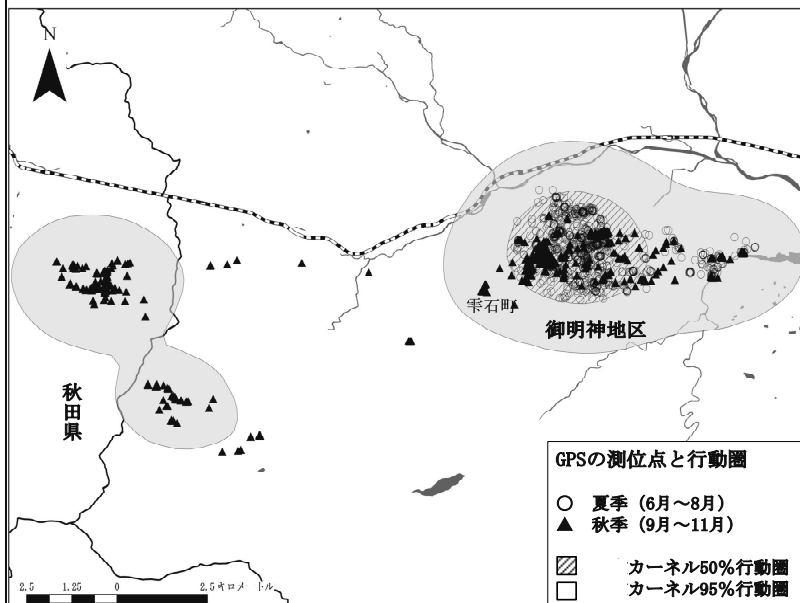 N
雫石町
御明神地区
秋田県
GPSの測位点と行動圏
夏季（6月～8月）
秋季（9月～11月）
カーネル50%行動圏
カーネル95%行動圏
2.5 1.25 0 2.5キロメートル